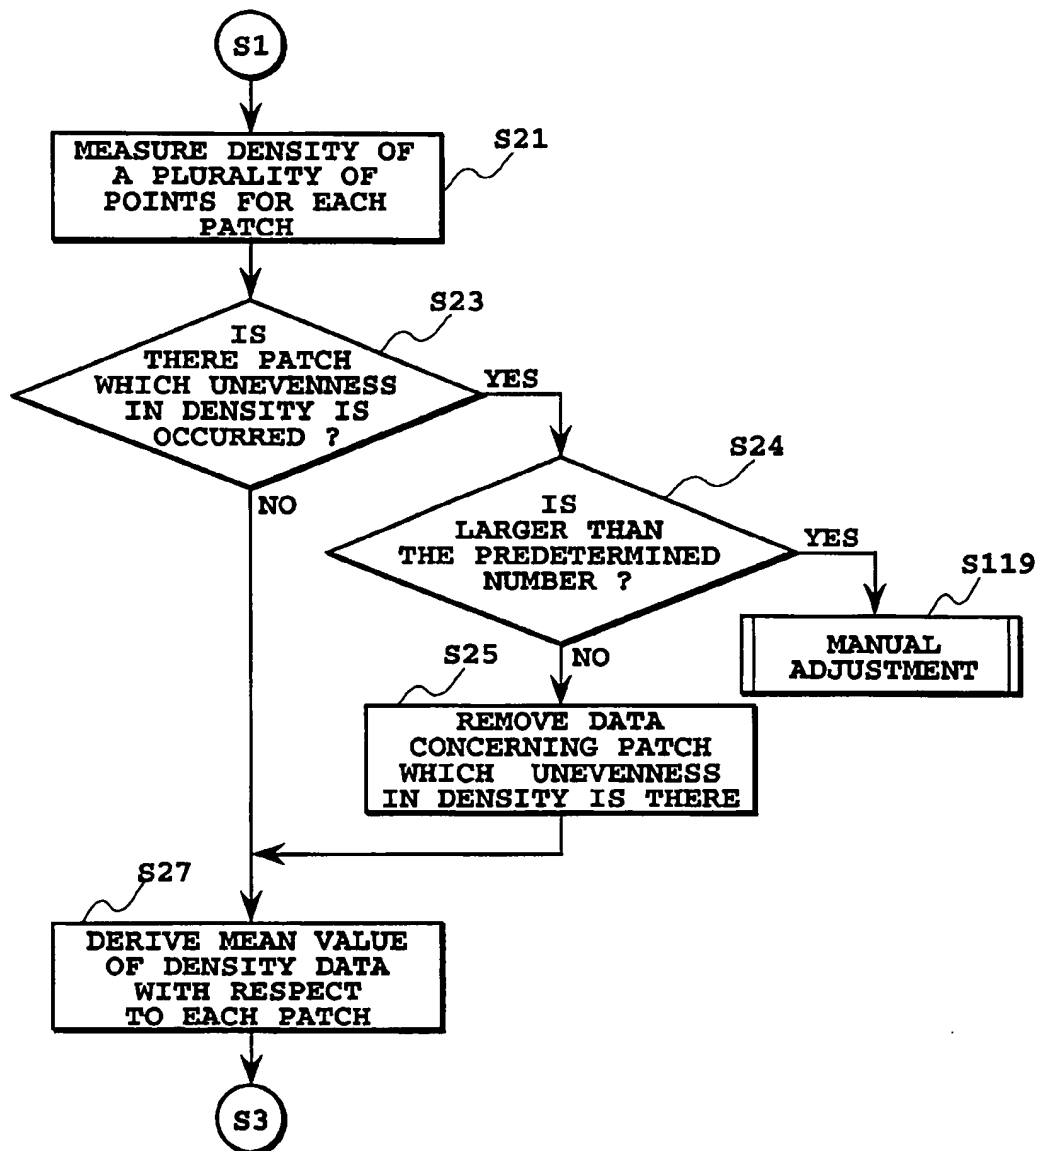 S1
S21
MEASURE DENSITY OF
A PLURALITY OF
POINTS FOR EACH
PATCH
S23
IS
THERE PATCH
WHICH UNEVENNESS
IN DENSITY IS
OCCURRED ?
YES
NO
S24
IS
LARGER THAN
THE PREDETERMINED
NUMBER ?
YES
NO
S119
MANUAL
ADJUSTMENT
S25
REMOVE DATA
CONCERNING PATCH
WHICH UNEVENNESS
IN DENSITY IS THERE
S27
DERIVE MEAN VALUE
OF DENSITY DATA
WITH RESPECT
TO EACH PATCH
S3